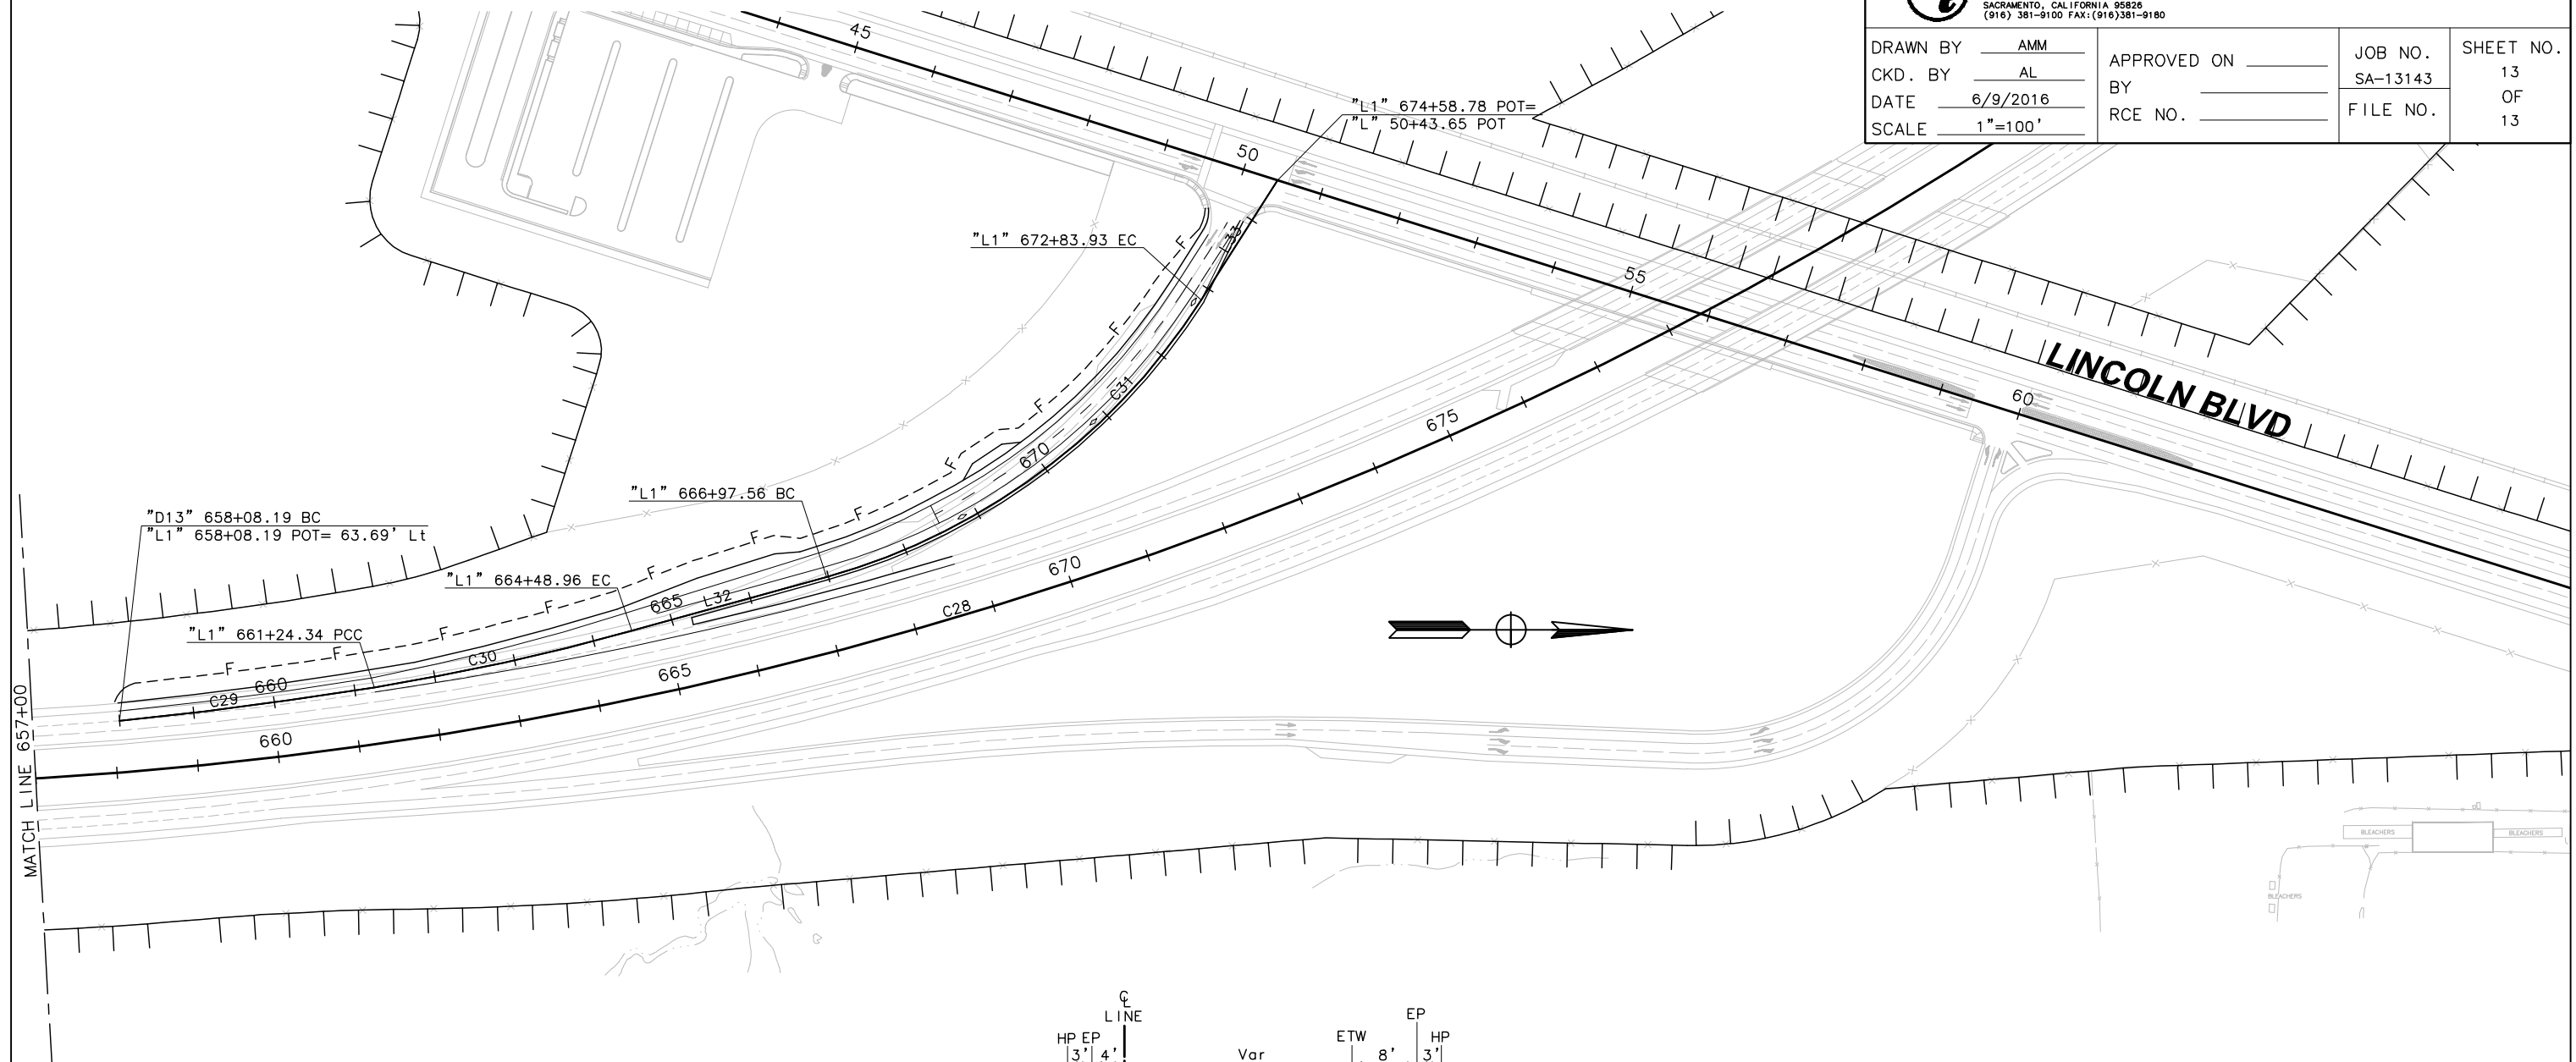 SACRAMENTO, CALIFORNIA 95826
(916) 381-9100 FAX:(916)381-9180
DRAWN BY AMM
CKD. BY AL
DATE 6/9/2016
SCALE 1"=100'
APPROVED ON
BY
RCE NO.
JOB NO.
SA-13143
FILE NO.
SHEET NO.
13
OF
13
45
"L1" 674+58.78 POT=
"L" 50+43.65 POT
50
"L1" 672+83.93 EC
F
L33
55
LINCOLN BLVD
60
F
C31
F
675
670
F
"L1" 666+97.56 BC
F
"D13" 658+08.19 BC
"L1" 658+08.19 POT= 63.69' Lt
F
F
670
"L1" 664+48.96 EC
F
665
L32
C28
"L1" 661+24.34 PCC
F
F
F
C30
665
660
C29
660
MATCH LINE 657+00
BLEACHERS
BLEACHERS
BLEACHERS
LINE
EP
HP EP
ETW
HP
3' 4'
Var
8'
3'